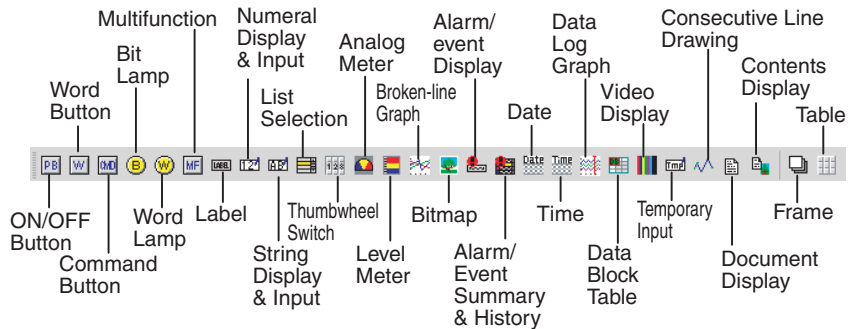 Multifunction
Numeral
Display
& Input
Analog
Meter
Alarm/
event
Display
Data
Log
Graph
Consecutive Line
Drawing
Bit
Lamp
Word
Button
List
Selection
Broken-line
Graph
Date
Video
Display
Contents
Display
Table
PB
W
CMD
B
W
MF
LABEL
Date
Time
Tmp
ON/OFF
Button
Command
Button
Word
Lamp
Label
String
Display
& Input
Thumbwheel
Switch
Level
Meter
Bitmap
Alarm/
Event
Summary
& History
Time
Data
Block
Table
Temporary
Input
Document
Display
Frame